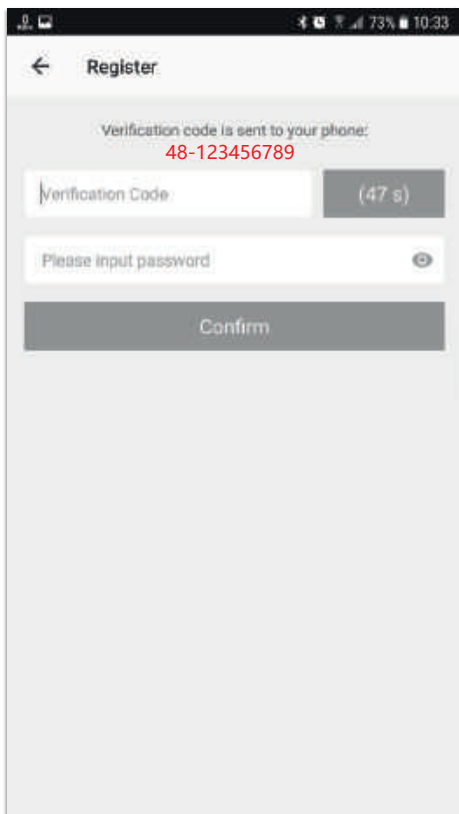 73% 10:33
Register
Verification code is sent to your phone:
48-123456789
Verification Code (47 s)
Please input password
Confirm